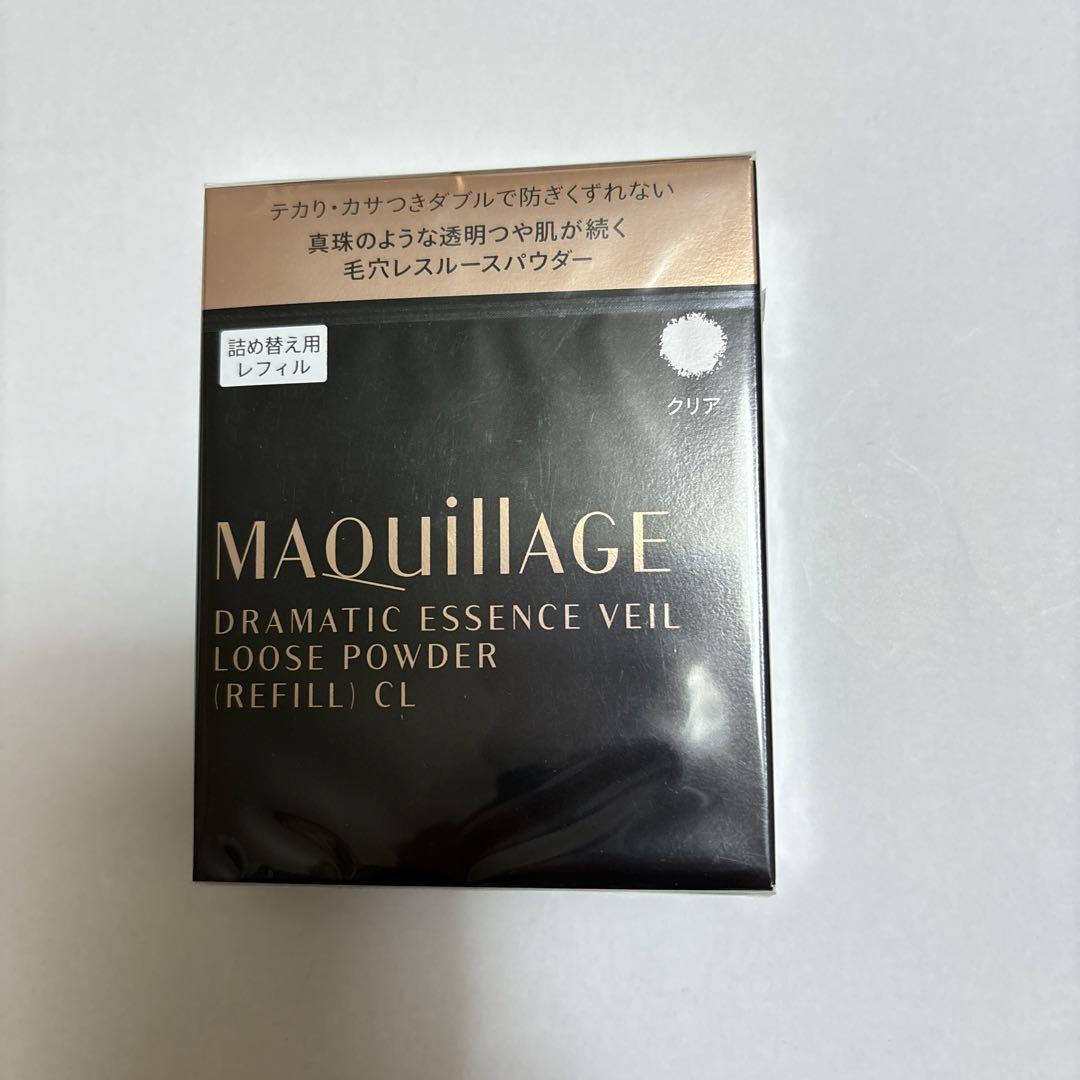 テカリ・カサつきダブルで防ぎくずれない
真珠のような透明つや肌が続く
毛穴レスルースパウダー
詰め替え用
レフィル
クリア
MAQuillAGE
DRAMATIC ESSENCE VEIL
LOOSE POWDER
(REFILL) CL